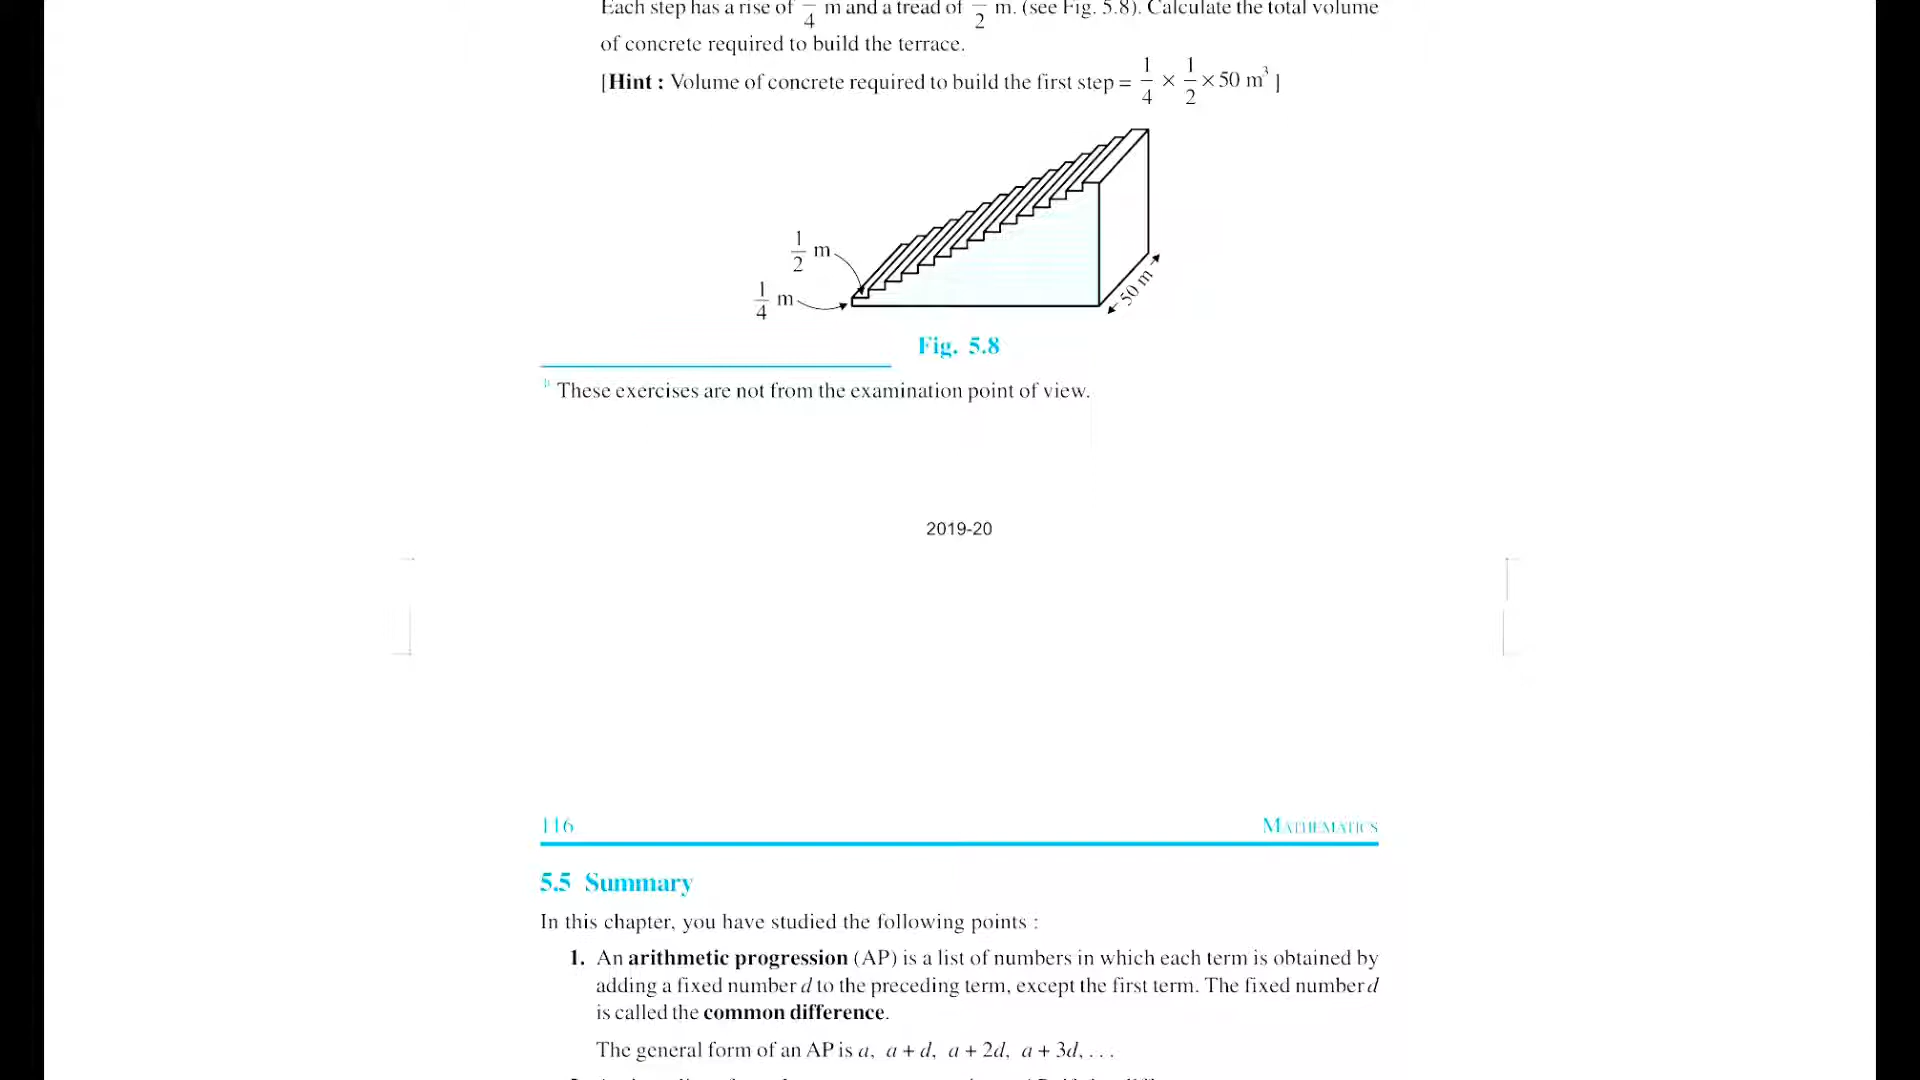 Each step has a rise of 1/4 m and a tread of 1/2 m. (see Fig. 5.8). Calculate the total volume
of concrete required to build the terrace.
[Hint : Volume of concrete required to build the first step = 1/4 × 1/2 × 50 m³ ]
1/2 m
1/4 m
50 m
Fig. 5.8
These exercises are not from the examination point of view.
2019-20
116 MATHEMATICS
5.5 Summary
In this chapter, you have studied the following points :
1. An arithmetic progression (AP) is a list of numbers in which each term is obtained by
adding a fixed number d to the preceding term, except the first term. The fixed number d
is called the common difference.
The general form of an AP is a, a + d, a + 2d, a + 3d, . . .